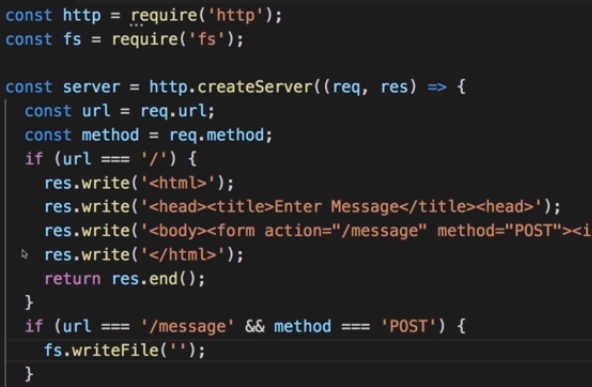 const http = require('http');
const fs = require('fs');
const server = http.createServer((req, res) => {
const url = req.url;
const method = req.method;
if (url === '/') {
res.write('<html>');
res.write('<head><title>Enter Message</title><head>');
res.write('<body><form action="/message" method="POST"><i
res.write('</html>');
return res.end();
}
if (url === '/message' && method === 'POST') {
fs.writeFile('');
}